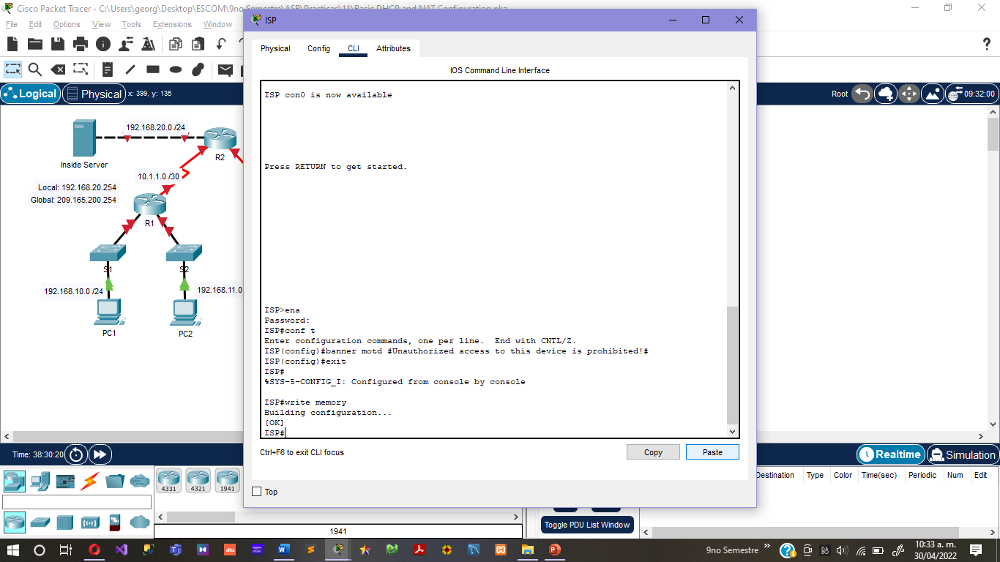 Cisco Packet Tracer - C:\Users\georg\Desktop\ESCOM\9no Semestre\ASR\Practicas\11\Basic DHCP and NAT Configuration.pka
File Edit Options View Tools Extensions Window
ISP
Physical Config CLI Attributes
IOS Command Line Interface
Logical Physical x: 399, y: 136
Root 09:32:00
192.168.20.0 /24
Inside Server
R2
10.1.1.0 /30
Local: 192.168.20.254
Global: 209.165.200.254
R1
S1
S2
192.168.10.0 /24
192.168.11.0
PC1
PC2
ISP con0 is now available
Press RETURN to get started.
ISP>ena
Password:
ISP#conf t
Enter configuration commands, one per line. End with CNTL/Z.
ISP(config)#banner motd #Unauthorized access to this device is prohibited!#
ISP(config)#exit
ISP#
%SYS-5-CONFIG_I: Configured from console by console
ISP#write memory
Building configuration...
[OK]
ISP#
Ctrl+F6 to exit CLI focus
Copy
Paste
Top
Time: 38:30:20
Realtime
Simulation
4331
4321
1941
1941
Destination Type Color Time(sec) Periodic Num Edit
Toggle PDU List Window
9no Semestre
10:33 a. m.
30/04/2022